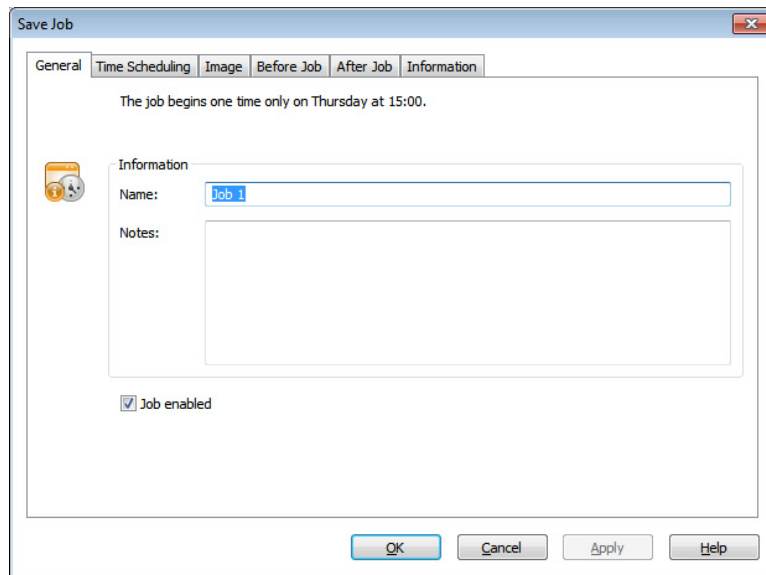 Save Job
General Time Scheduling Image Before Job After Job Information
The job begins one time only on Thursday at 15:00.
Information
Name: Job 1
Notes:
Job enabled
OK Cancel Apply Help